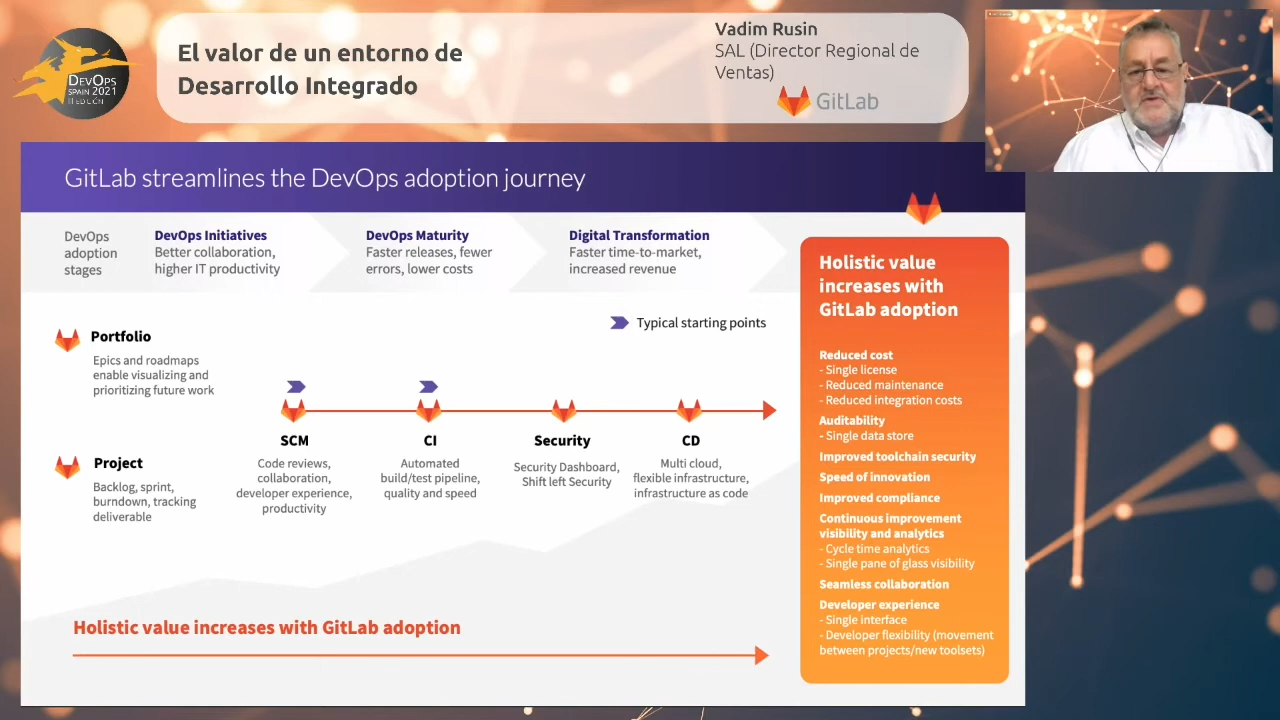 DEVOPS
SPAIN 2021
II EDICIÓN
El valor de un entorno de
Desarrollo Integrado
Vadim Rusin
SAL (Director Regional de
Ventas)
GitLab
GitLab streamlines the DevOps adoption journey
DevOps
adoption
stages
DevOps Initiatives
Better collaboration,
higher IT productivity
DevOps Maturity
Faster releases, fewer
errors, lower costs
Digital Transformation
Faster time-to-market,
increased revenue
Typical starting points
Portfolio
Epics and roadmaps
enable visualizing and
prioritizing future work
Project
Backlog, sprint,
burndown, tracking
deliverable
SCM
Code reviews,
collaboration,
developer experience,
productivity
CI
Automated
build/test pipeline,
quality and speed
Security
Security Dashboard,
Shift left Security
CD
Multi cloud,
flexible infrastructure,
infrastructure as code
Holistic value increases with GitLab adoption
Holistic value
increases with
GitLab adoption
Reduced cost
- Single license
- Reduced maintenance
- Reduced integration costs
Auditability
- Single data store
Improved toolchain security
Speed of innovation
Improved compliance
Continuous improvement
visibility and analytics
- Cycle time analytics
- Single pane of glass visibility
Seamless collaboration
Developer experience
- Single interface
- Developer flexibility (movement
between projects/new toolsets)